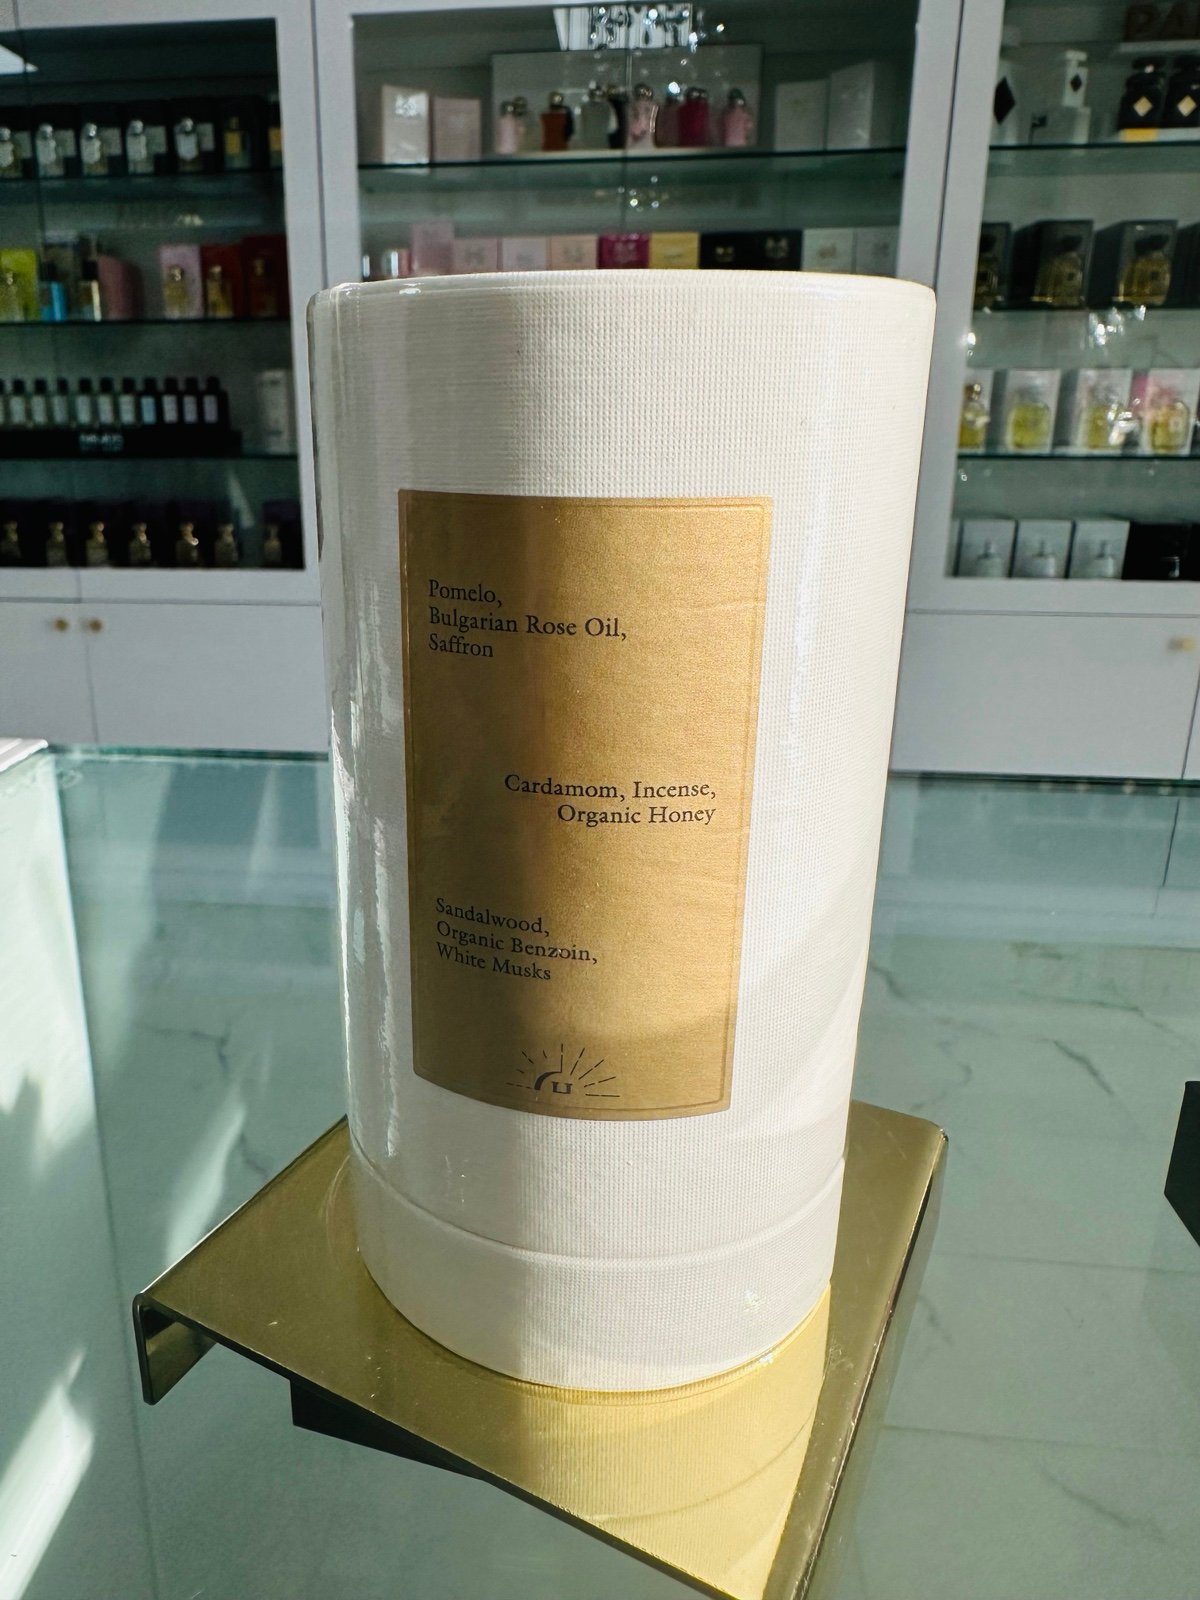 Pomelo,
Bulgarian Rose Oil,
Saffron
Cardamom, Incense,
Organic Honey
Sandalwood,
Organic Benzoin,
White Musks